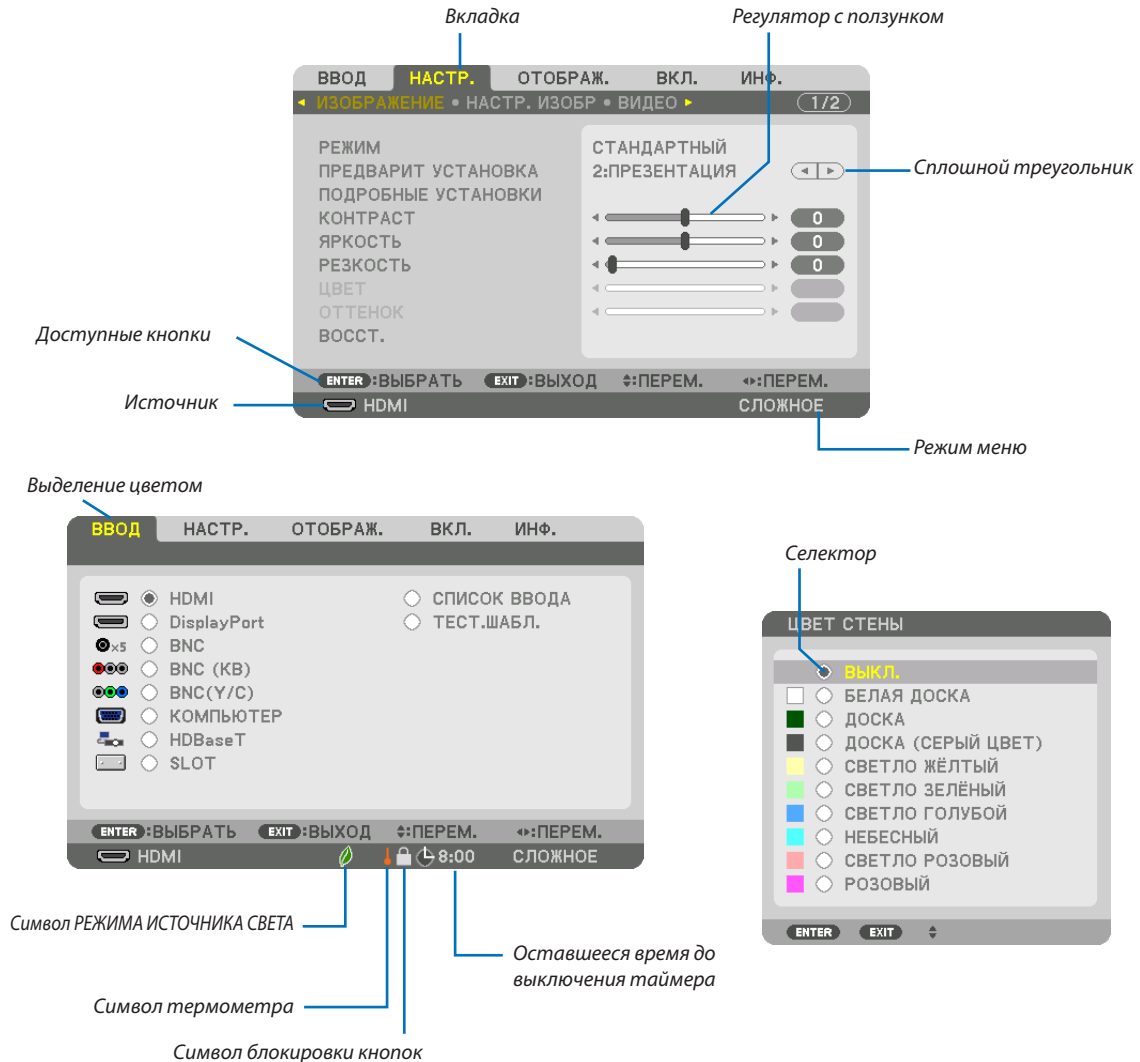 Вкладка
Регулятор с ползунком
ВВОД НАСТР. ОТОБРАЖ. ВКЛ. ИНФ.
ИЗОБРАЖЕНИЕ • НАСТР. ИЗОБР • ВИДЕО 1/2
РЕЖИМ СТАНДАРТНЫЙ
ПРЕДВАРИТ УСТАНОВКА 2:ПРЕЗЕНТАЦИЯ
Сплошной треугольник
ПОДРОБНЫЕ УСТАНОВКИ
КОНТРАСТ 0
ЯРКОСТЬ 0
РЕЗКОСТЬ 0
ЦВЕТ
ОТТЕНОК
ВОССТ.
Доступные кнопки
ENTER :ВЫБРАТЬ EXIT :ВЫХОД :ПЕРЕМ. :ПЕРЕМ.
Источник
HDMI СЛОЖНОЕ
Режим меню
Выделение цветом
ВВОД НАСТР. ОТОБРАЖ. ВКЛ. ИНФ.
HDMI СПИСОК ВВОДА
DisplayPort ТЕСТ.ШАБЛ.
x5 BNC
BNC (КВ)
BNC(Y/C)
КОМПЬЮТЕР
HDBaseT
SLOT
ENTER :ВЫБРАТЬ EXIT :ВЫХОД :ПЕРЕМ. :ПЕРЕМ.
HDMI 8:00 СЛОЖНОЕ
Символ РЕЖИМА ИСТОЧНИКА СВЕТА
Оставшееся время до
выключения таймера
Символ термометра
Символ блокировки кнопок
Селектор
ЦВЕТ СТЕНЫ
ВЫКЛ.
БЕЛАЯ ДОСКА
ДОСКА
ДОСКА (СЕРЫЙ ЦВЕТ)
СВЕТЛО ЖЁЛТЫЙ
СВЕТЛО ЗЕЛЁНЫЙ
СВЕТЛО ГОЛУБОЙ
НЕБЕСНЫЙ
СВЕТЛО РОЗОВЫЙ
РОЗОВЫЙ
ENTER EXIT